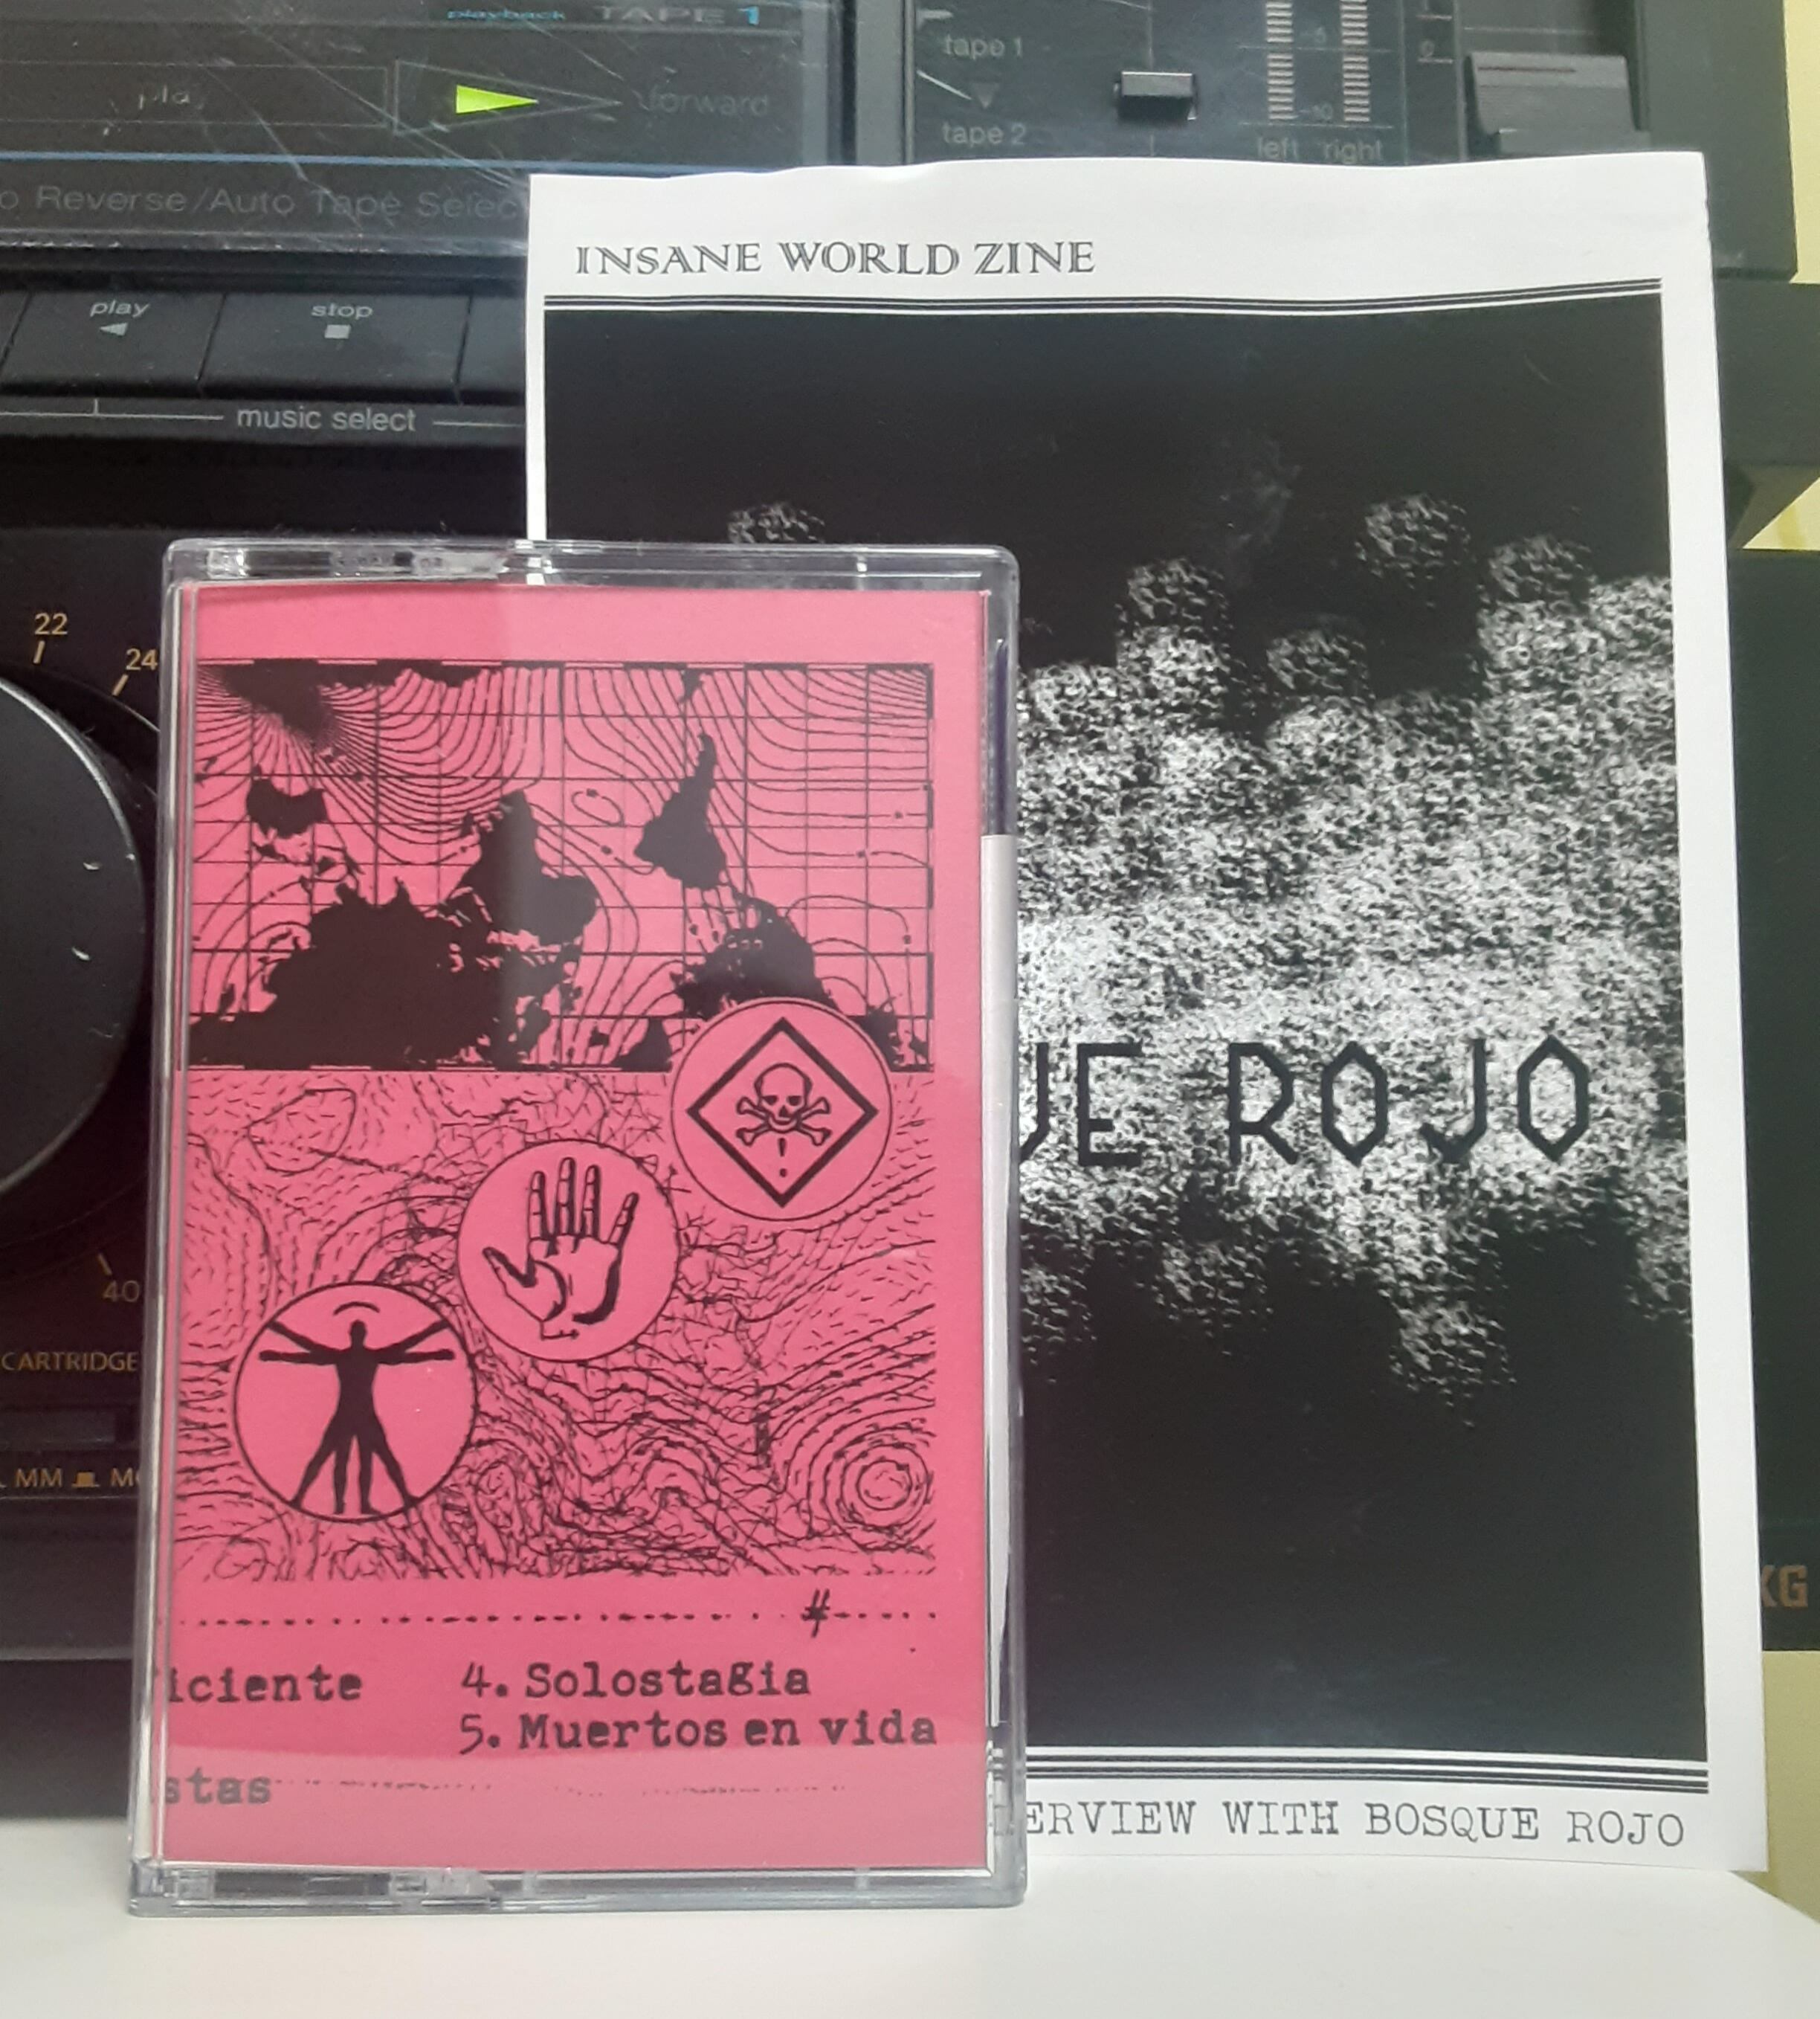 playback TAPE 1
play
forward
tape 1
tape 2
left right
Reverse/Auto Tape Selec
play
stop
music select
22
24
40
CARTRIDGE
MM
INSANE WORLD ZINE
UE ROJO
ERVIEW WITH BOSQUE ROJO
iciente
4. Solostagia
5. Muertos en vida
stas
KG